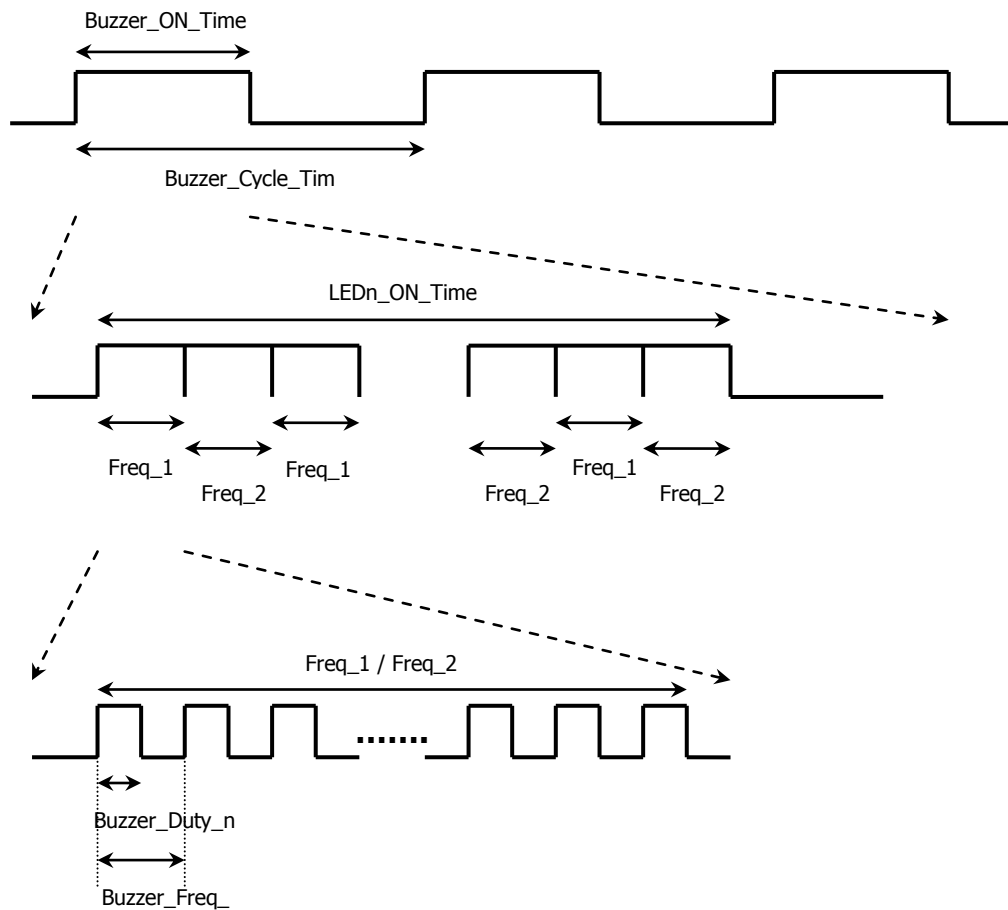 Buzzer_ON_Time
Buzzer_Cycle_Tim
LEDn_ON_Time
Freq_1
Freq_2
Freq_1
Freq_2
Freq_1
Freq_2
Freq_1 / Freq_2
Buzzer_Duty_n
Buzzer_Freq_